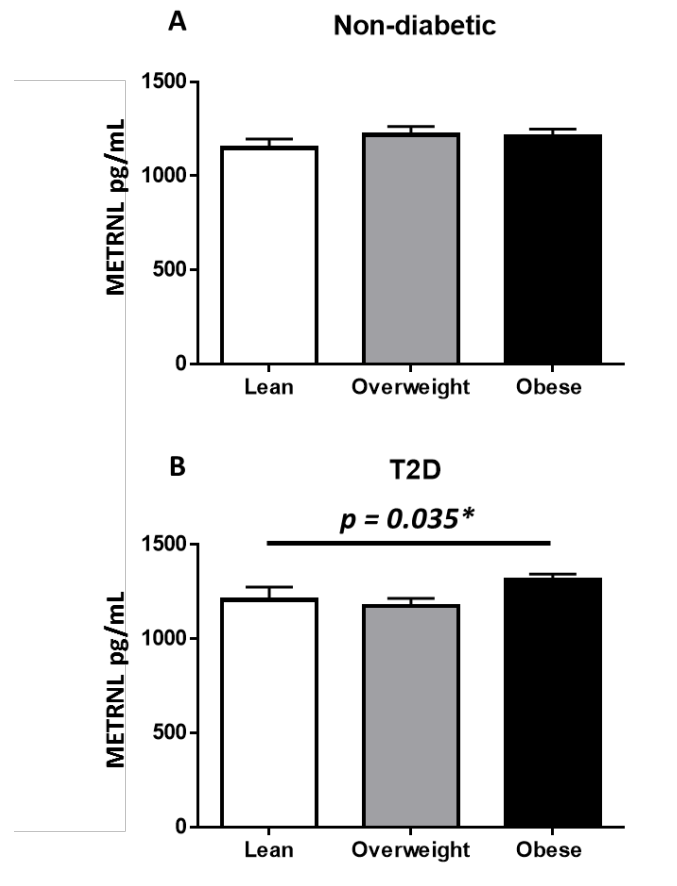 A
Non-diabetic
METRNL pg/mL
1500
1000
500
0
Lean Overweight Obese
B
T2D
p = 0.035*
METRNL pg/mL
1500
1000
500
0
Lean Overweight Obese